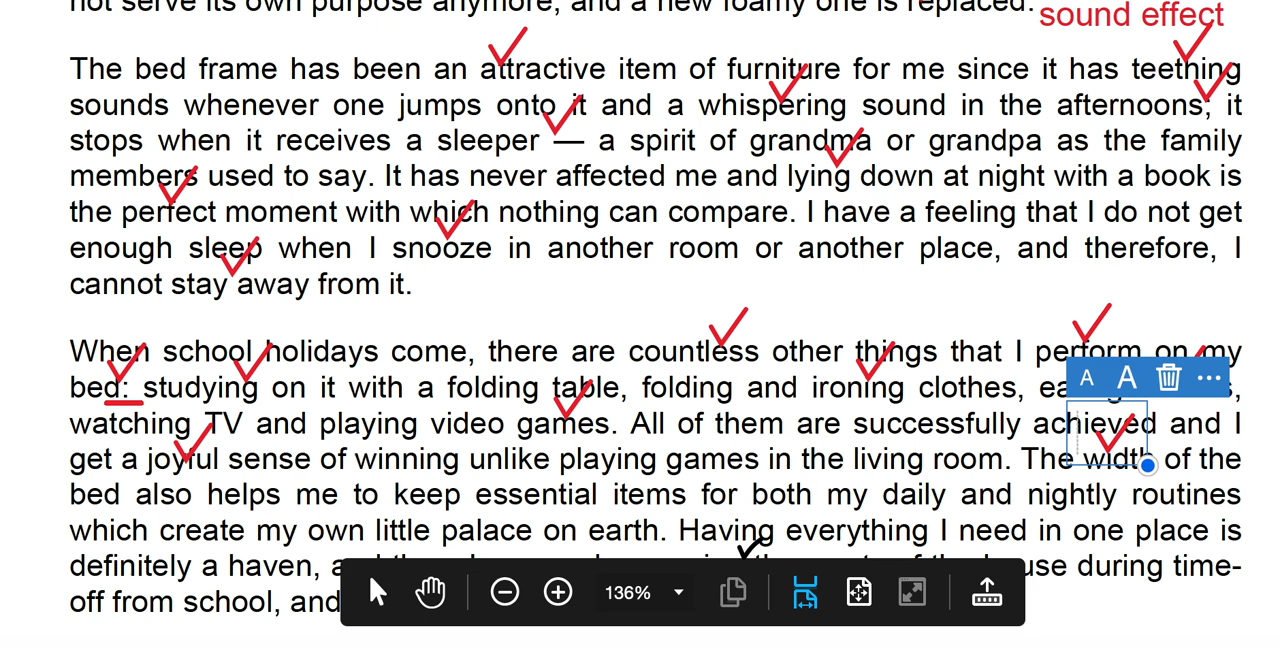 not serve its own purpose anymore, and a new foamy one is replaced.
sound effect
The bed frame has been an attractive item of furniture for me since it has teething
sounds whenever one jumps onto it and a whispering sound in the afternoons; it
stops when it receives a sleeper — a spirit of grandma or grandpa as the family
members used to say. It has never affected me and lying down at night with a book is
the perfect moment with which nothing can compare. I have a feeling that I do not get
enough sleep when I snooze in another room or another place, and therefore, I
cannot stay away from it.
When school holidays come, there are countless other things that I perform on my
bed: studying on it with a folding table, folding and ironing clothes,
A A
watching TV and playing video games. All of them are successfully achieved and I
get a joyful sense of winning unlike playing games in the living room. The width of the
bed also helps me to keep essential items for both my daily and nightly routines
which create my own little palace on earth. Having everything I need in one place is
definitely a haven, during time-
off from school, and
136%